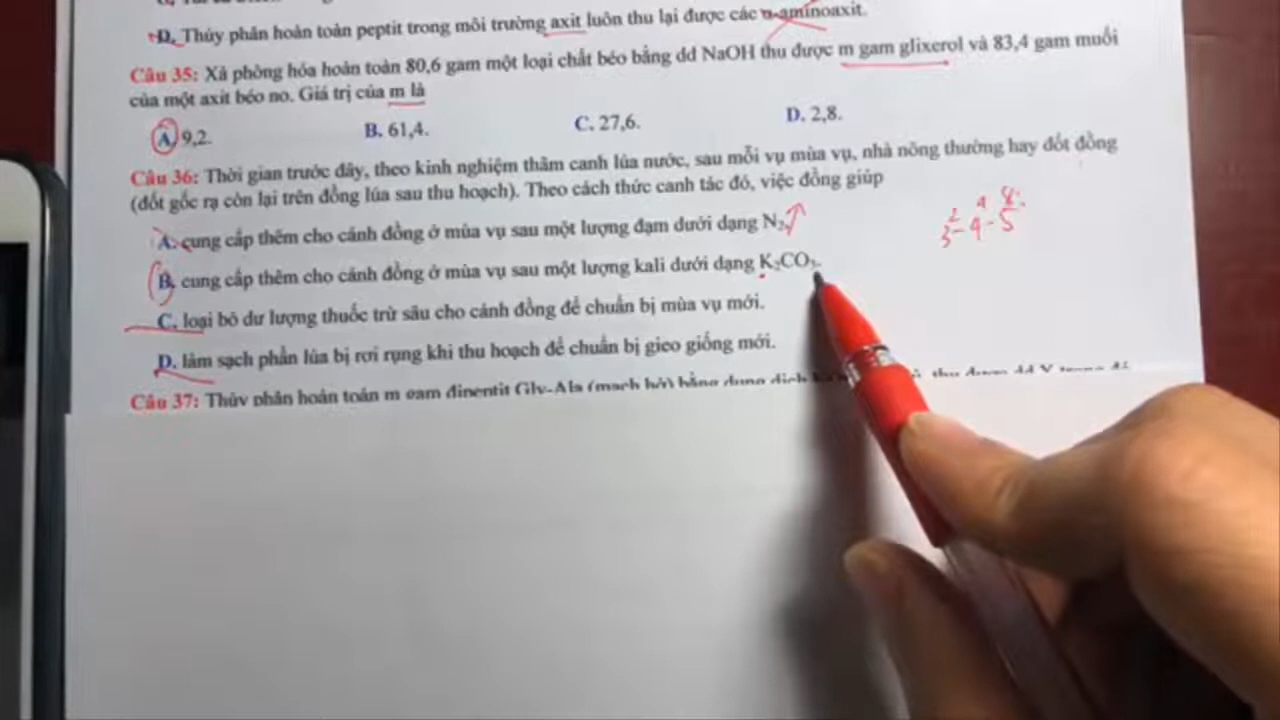 D. Thủy phân hoàn toàn peptit trong môi trường axit luôn thu lại được các α-aminoaxit.
Câu 35: Xà phòng hóa hoàn toàn 80,6 gam một loại chất béo bằng dd NaOH thu được m gam glixerol và 83,4 gam muối
của một axit béo no. Giá trị của m là
A. 9,2. B. 61,4. C. 27,6. D. 2,8.
Câu 36: Thời gian trước đây, theo kinh nghiệm thâm canh lúa nước, sau mỗi vụ mùa vụ, nhà nông thường hay đốt đồng
(đốt gốc rạ còn lại trên đồng lúa sau thu hoạch). Theo cách thức canh tác đó, việc đồng giúp
A. cung cấp thêm cho cánh đồng ở mùa vụ sau một lượng đạm dưới dạng N₂.
B. cung cấp thêm cho cánh đồng ở mùa vụ sau một lượng kali dưới dạng K₂CO₃.
C. loại bỏ dư lượng thuốc trừ sâu cho cánh đồng để chuẩn bị mùa vụ mới.
D. làm sạch phần lúa bị rơi rụng khi thu hoạch để chuẩn bị gieo giống mới.
2 4 8
3-4-5
Câu 37: Thủy phân hoàn toàn m gam đipeptit Gly-Ala (mạch hở) bằng dung dịch